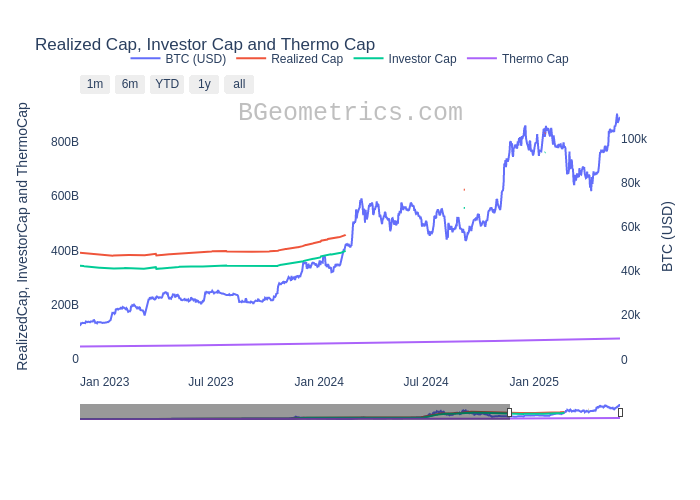 Realized Cap, Investor Cap and Thermo Cap
BTC (USD) Realized Cap Investor Cap Thermo Cap
1m 6m YTD 1y all
BGeometrics.com
RealizedCap, InvestorCap and ThermoCap
800B
600B
400B
200B
0
100k
80k
60k
40k
20k
0
BTC (USD)
Jan 2023 Jul 2023 Jan 2024 Jul 2024 Jan 2025